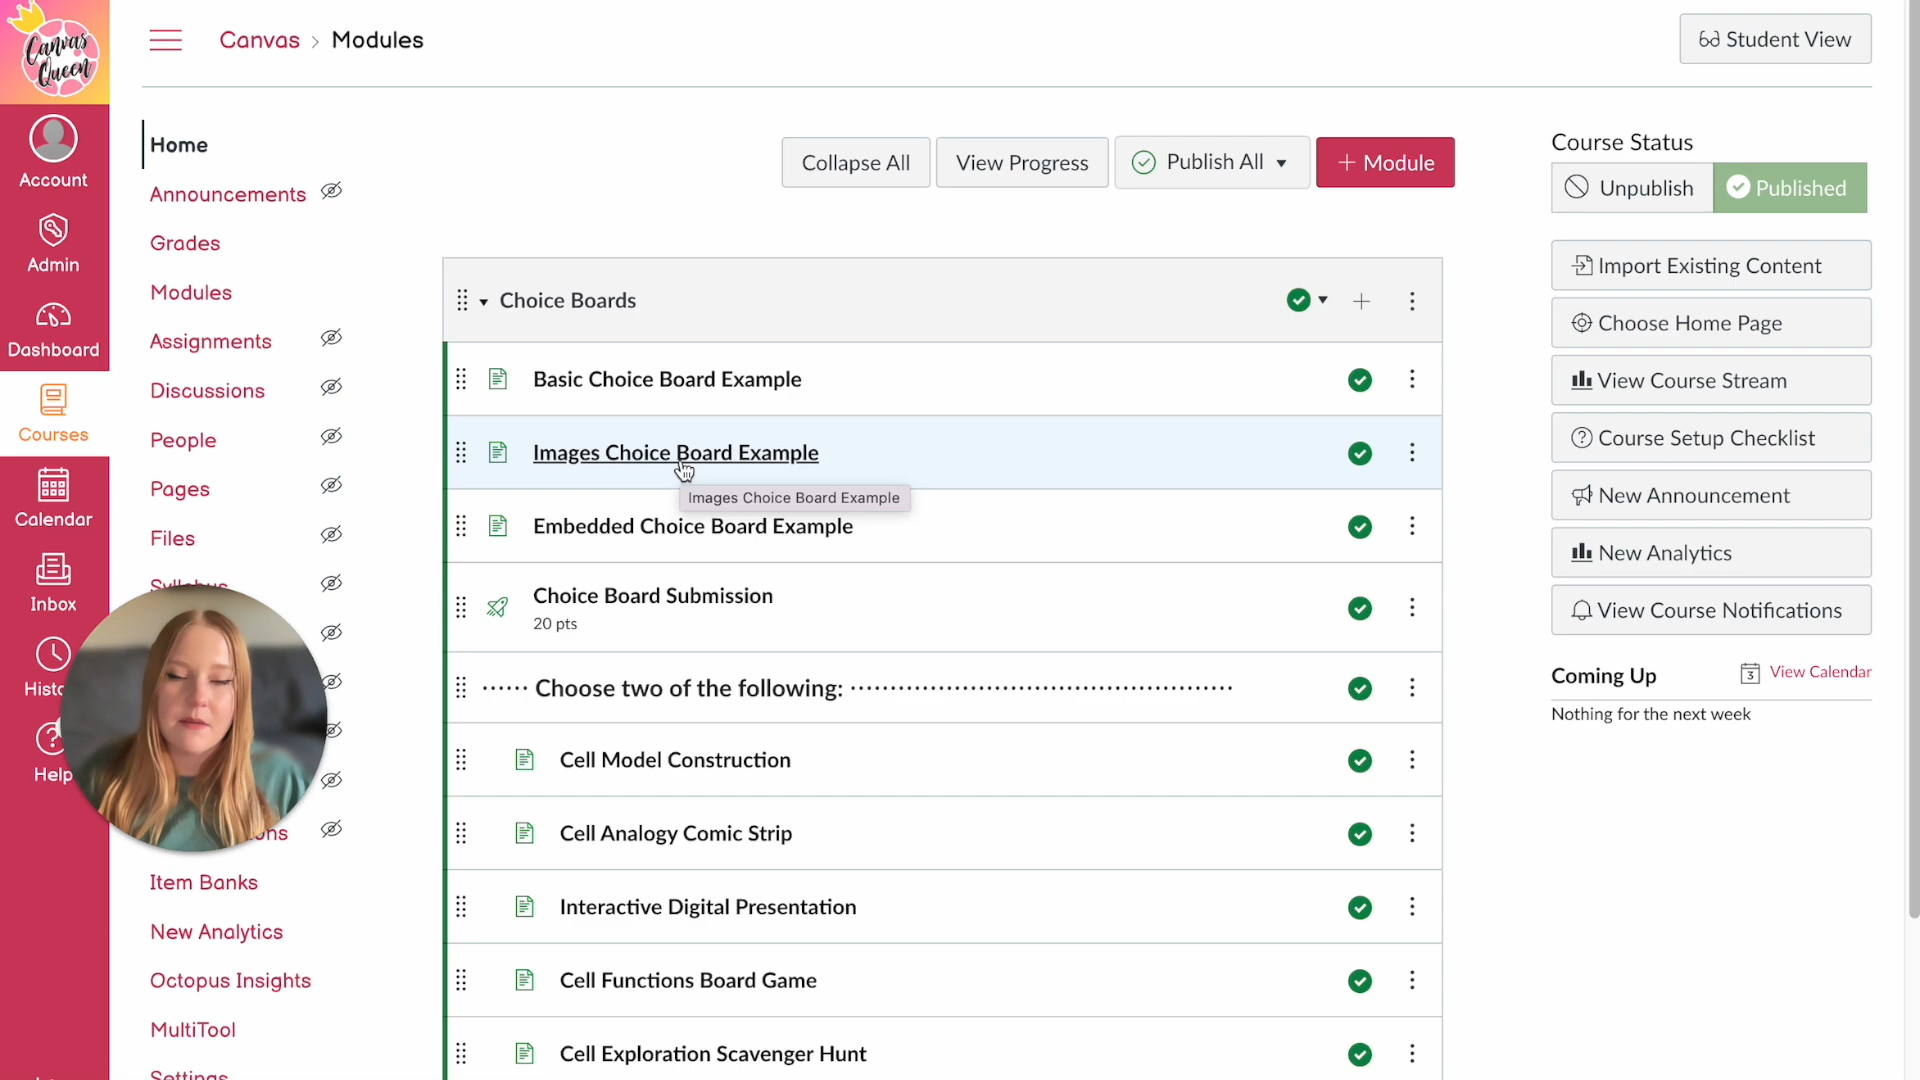 Canvas Queen
Canvas > Modules
Student View
Account
Admin
Dashboard
Courses
Calendar
Inbox
Help
Home
Announcements
Grades
Modules
Assignments
Discussions
People
Pages
Files
Syllabus
Item Banks
New Analytics
Octopus Insights
MultiTool
Settings
Collapse All
View Progress
Publish All
+ Module
Choice Boards
Basic Choice Board Example
Images Choice Board Example
Images Choice Board Example
Embedded Choice Board Example
Choice Board Submission
20 pts
Choose two of the following:
Cell Model Construction
Cell Analogy Comic Strip
Interactive Digital Presentation
Cell Functions Board Game
Cell Exploration Scavenger Hunt
Course Status
Unpublish
Published
Import Existing Content
Choose Home Page
View Course Stream
Course Setup Checklist
New Announcement
New Analytics
View Course Notifications
Coming Up
3 View Calendar
Nothing for the next week